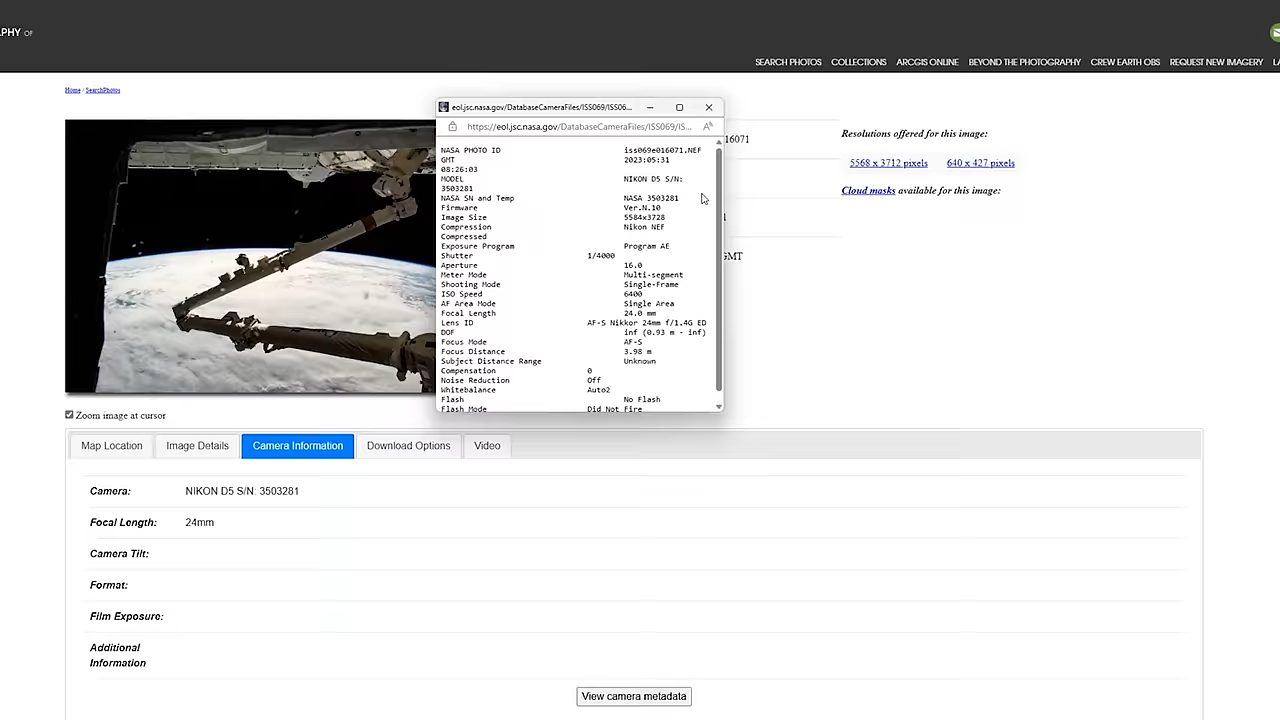 PHY OF
SEARCH PHOTOS COLLECTIONS ARCGIS ONLINE BEYOND THE PHOTOGRAPHY CREW EARTH OBS REQUEST NEW IMAGERY LA
Home / SearchPhotos
eol.jsc.nasa.gov/DatabaseCameraFiles/ISS069/ISS06...
https://eol.jsc.nasa.gov/DatabaseCameraFiles/ISS069/IS...
NASA PHOTO ID iss069e016071.NEF
GMT 2023:05:31
08:26:03
MODEL NIKON D5 S/N:
3503281
NASA SN and Temp NASA 3503281
Firmware Ver.N.10
Image Size 5584x3728
Compression Nikon NEF
Compressed
Exposure Program Program AE
Shutter 1/4000
Aperture 16.0
Meter Mode Multi-segment
Shooting Mode Single-Frame
ISO Speed 6400
AF Area Mode Single Area
Focal Length 24.0 mm
Lens ID AF-S Nikkor 24mm f/1.4G ED
DOF inf (0.93 m - inf)
Focus Mode AF-S
Focus Distance 3.98 m
Subject Distance Range Unknown
Compensation 0
Noise Reduction Off
Whitebalance Auto2
Flash No Flash
Flash Mode Did Not Fire
16071
1
GMT
Resolutions offered for this image:
5568 x 3712 pixels 640 x 427 pixels
Cloud masks available for this image:
Zoom image at cursor
Map Location Image Details Camera Information Download Options Video
Camera: NIKON D5 S/N: 3503281
Focal Length: 24mm
Camera Tilt:
Format:
Film Exposure:
Additional
Information
View camera metadata